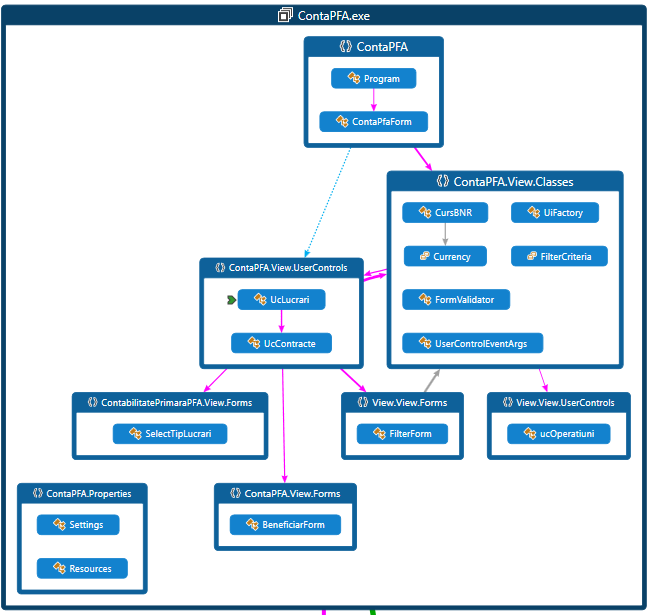 ContaPFA.exe
ContaPFA
Program
ContaPfaForm
ContaPFA.View.Classes
CursBNR
UiFactory
Currency
FilterCriteria
FormValidator
UserControlEventArgs
ContaPFA.View.UserControls
UcLucrari
UcContracte
ContabilitatePrimaraPFA.View.Forms
SelectTipLucrari
View.View.Forms
FilterForm
View.View.UserControls
ucOperatiuni
ContaPFA.Properties
Settings
Resources
ContaPFA.View.Forms
BeneficiarForm